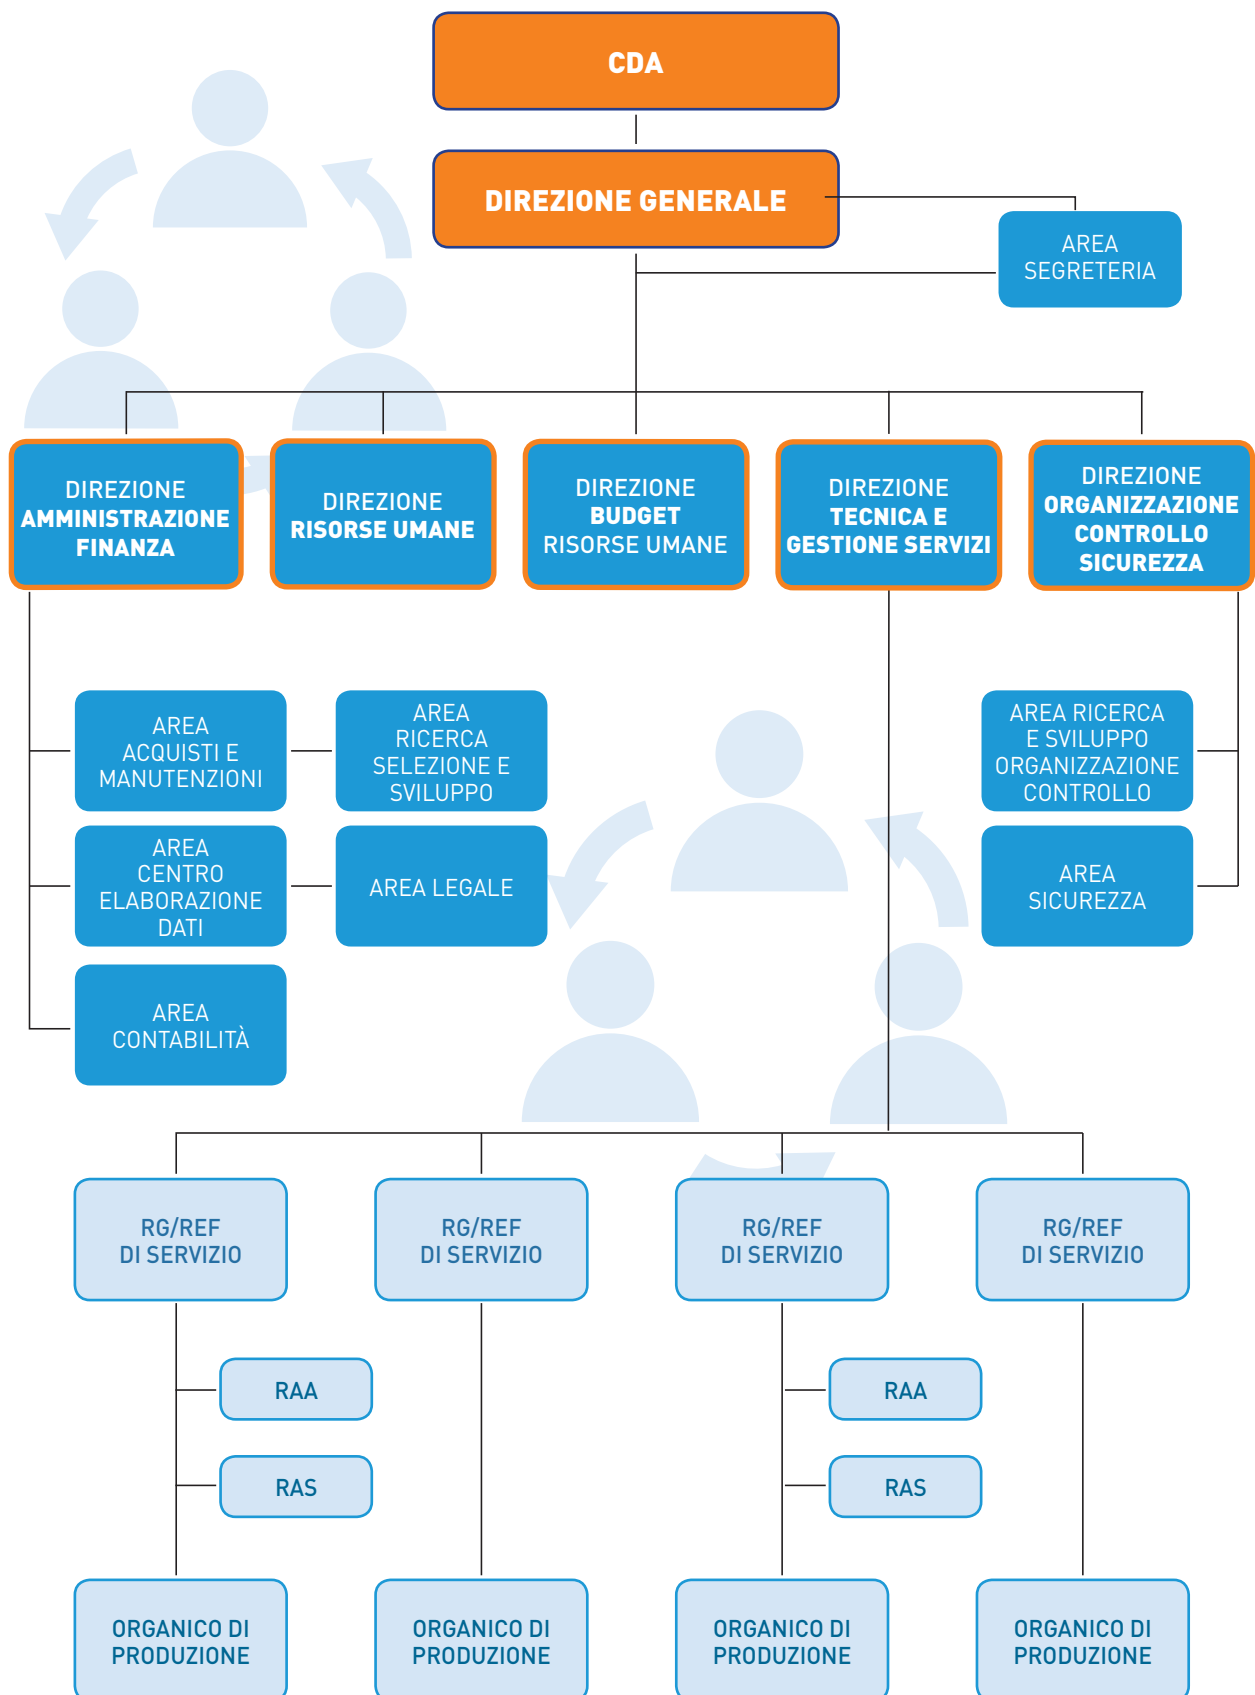 CDA
DIREZIONE GENERALE
AREA
SEGRETERIA
DIREZIONE
AMMINISTRAZIONE
FINANZA
DIREZIONE
RISORSE UMANE
DIREZIONE
BUDGET
RISORSE UMANE
DIREZIONE
TECNICA E
GESTIONE SERVIZI
DIREZIONE
ORGANIZZAZIONE
CONTROLLO
SICUREZZA
AREA
ACQUISTI E
MANUTENZIONI
AREA
RICERCA
SELEZIONE E
SVILUPPO
AREA RICERCA
E SVILUPPO
ORGANIZZAZIONE
CONTROLLO
AREA
CENTRO
ELABORAZIONE
DATI
AREA LEGALE
AREA
SICUREZZA
AREA
CONTABILITÀ
RG/REF
DI SERVIZIO
RG/REF
DI SERVIZIO
RG/REF
DI SERVIZIO
RG/REF
DI SERVIZIO
RAA
RAA
RAS
RAS
ORGANICO DI
PRODUZIONE
ORGANICO DI
PRODUZIONE
ORGANICO DI
PRODUZIONE
ORGANICO DI
PRODUZIONE